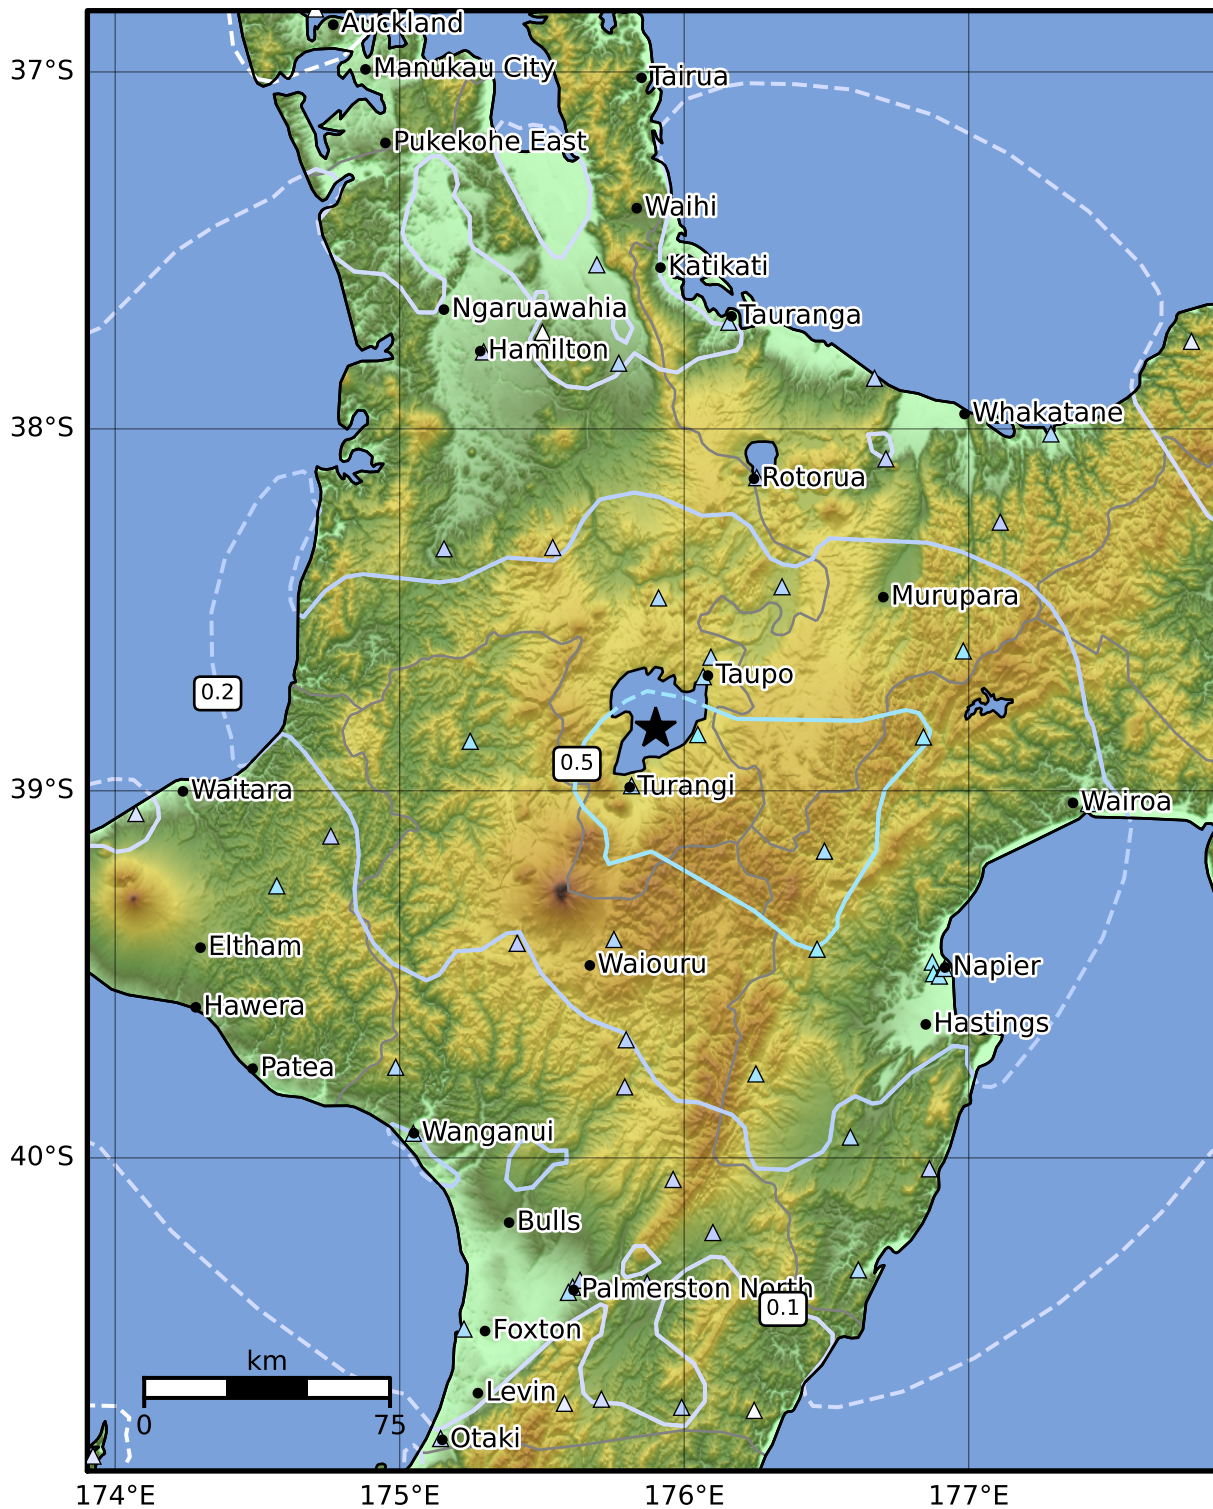 Auckland
Manukau City
37°S
Tairua
Pukekohe East
Waihi
Katikati
Ngaruawahia
Tauranga
Hamilton
Whakatane
38°S
Rotorua
Murupara
Taupo
0.2
0.5
Turangi
39°S
Waitara
Wairoa
Eltham
Waiouru
Napier
Hawera
Hastings
Patea
Wanganui
40°S
Bulls
Palmerston North
0.1
Foxton
km
Levin
0
75
Otaki
174°E
175°E
176°E
177°E